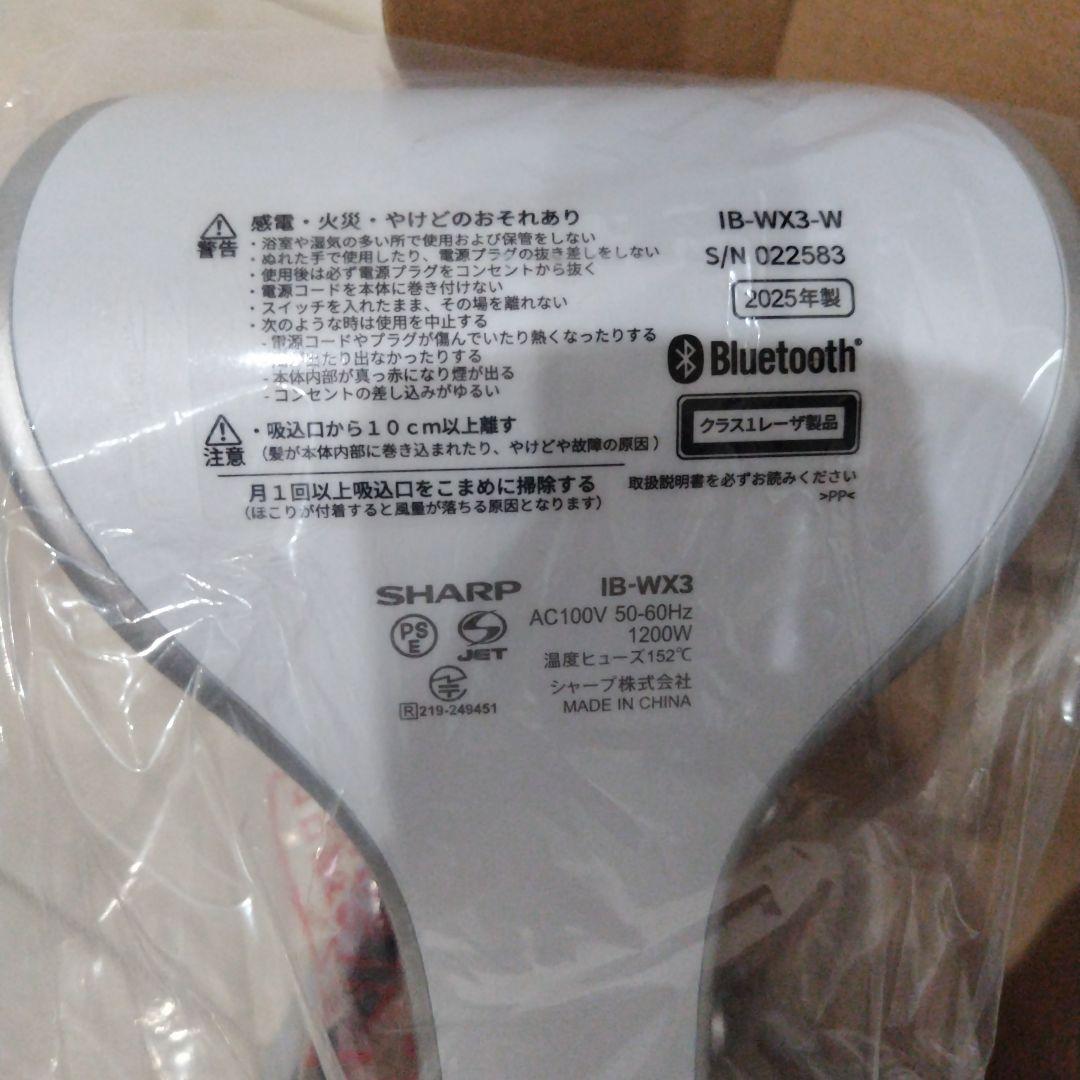 警告
感電・火災・やけどのおそれあり
・浴室や湿気の多い所で使用および保管をしない
・ぬれた手で使用したり、電源プラグの抜き差しをしない
・使用後は必ず電源プラグをコンセントから抜く
・電源コードを本体に巻き付けない
・スイッチを入れたまま、その場を離れない
・次のような時は使用を中止する
- 電源コードやプラグが傷んでいたり熱くなったりする
出たり出なかったりする
- 本体内部が真っ赤になり煙が出る
- コンセントの差し込みがゆるい
注意
・吸込口から10cm以上離す
(髪が本体内部に巻き込まれたり、やけどや故障の原因)
月1回以上吸込口をこまめに掃除する
(ほこりが付着すると風量が落ちる原因となります)
IB-WX3-W
S/N 022583
2025年製
Bluetooth®
クラス1レーザ製品
取扱説明書を必ずお読みください
>PP<
SHARP
IB-WX3
PS
E
JET
AC100V 50-60Hz
1200W
温度ヒューズ152℃
シャープ株式会社
MADE IN CHINA
R 219-249451